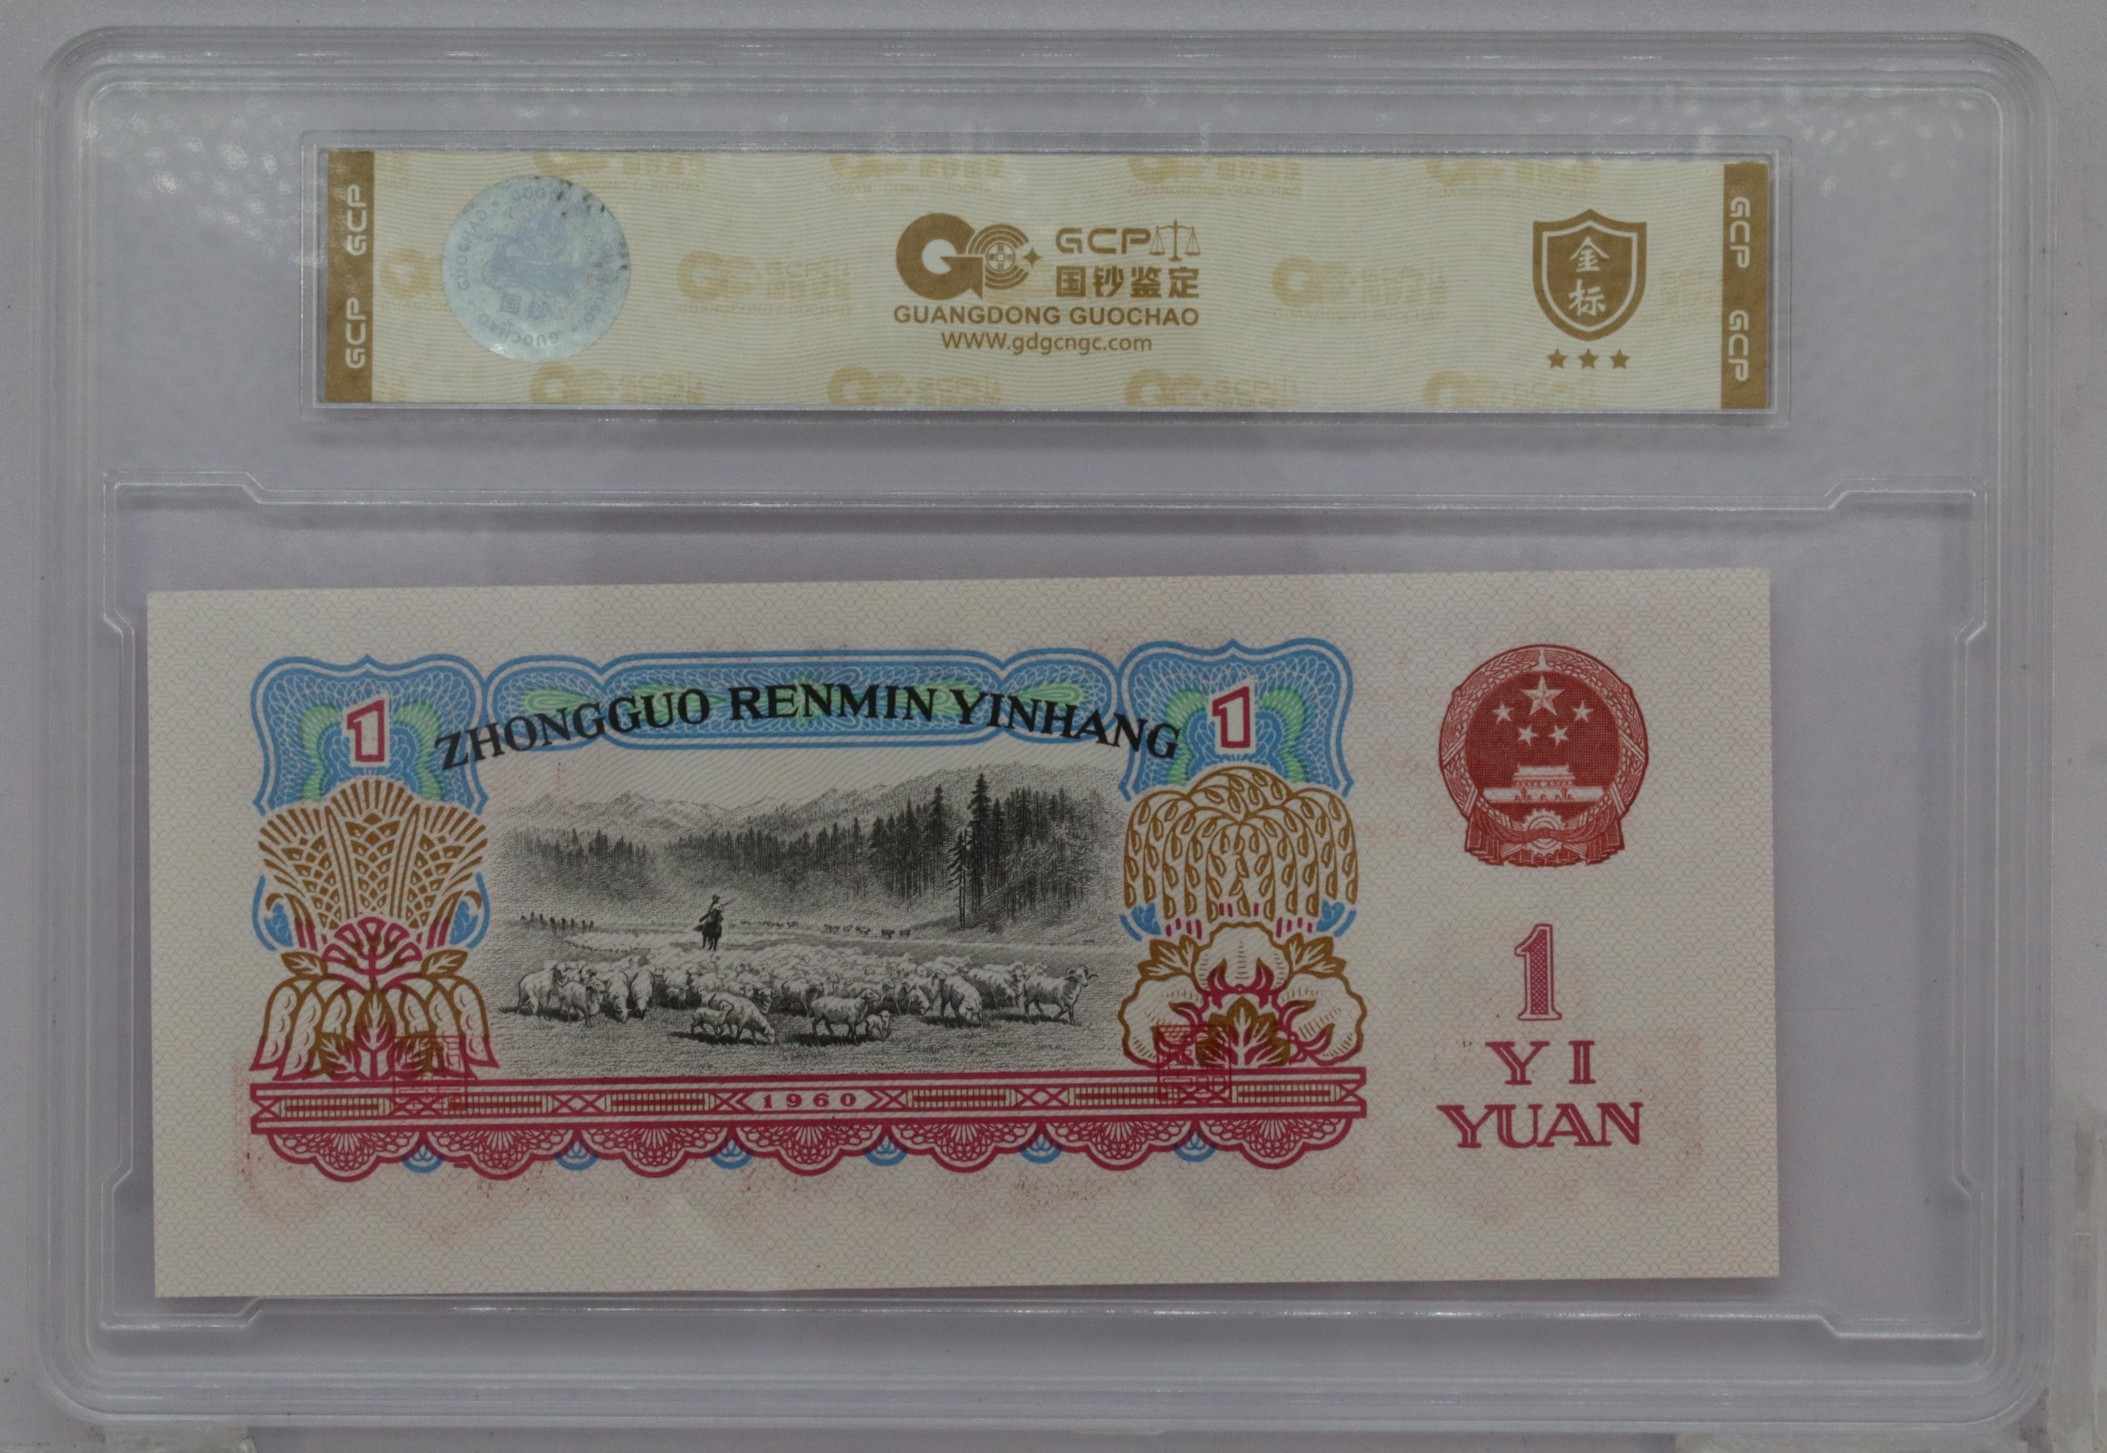 GCP GCP
GCP
国钞鉴定
GUANGDONG GUOCHAO
WWW.gdgcngc.com
金标
GCP GCP
1
ZHONGGUO RENMIN YINHANG
1
1960
1
YI
YUAN